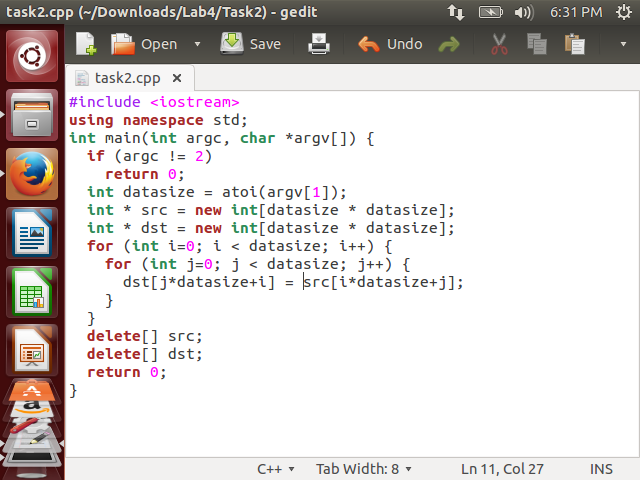 task2.cpp (~/Downloads/Lab4/Task2) - gedit
6:31 PM
Open
Save
Undo
task2.cpp
#include <iostream>
using namespace std;
int main(int argc, char *argv[]) {
  if (argc != 2)
    return 0;
  int datasize = atoi(argv[1]);
  int * src = new int[datasize * datasize];
  int * dst = new int[datasize * datasize];
  for (int i=0; i < datasize; i++) {
    for (int j=0; j < datasize; j++) {
      dst[j*datasize+i] = src[i*datasize+j];
    }
  }
  delete[] src;
  delete[] dst;
  return 0;
}
C++
Tab Width: 8
Ln 11, Col 27
INS